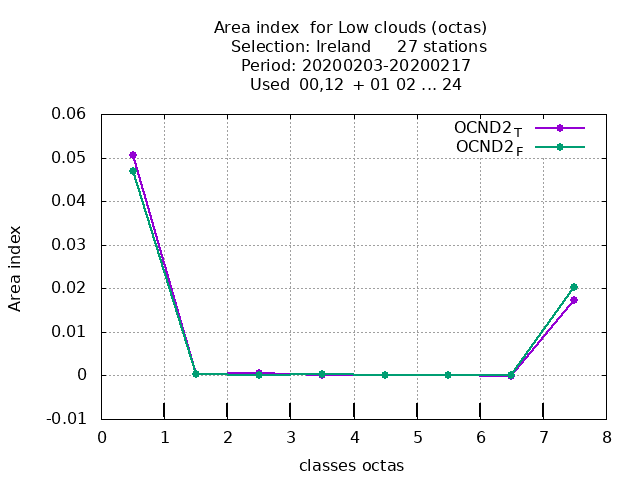 Area index  for Low clouds (octas)
Selection: Ireland     27 stations
Period: 20200203-20200217
Used  00,12  + 01 02 ... 24
OCND2_T
OCND2_F
0.06
0.05
0.04
0.03
0.02
0.01
0
-0.01
Area index
0 1 2 3 4 5 6 7 8
classes octas